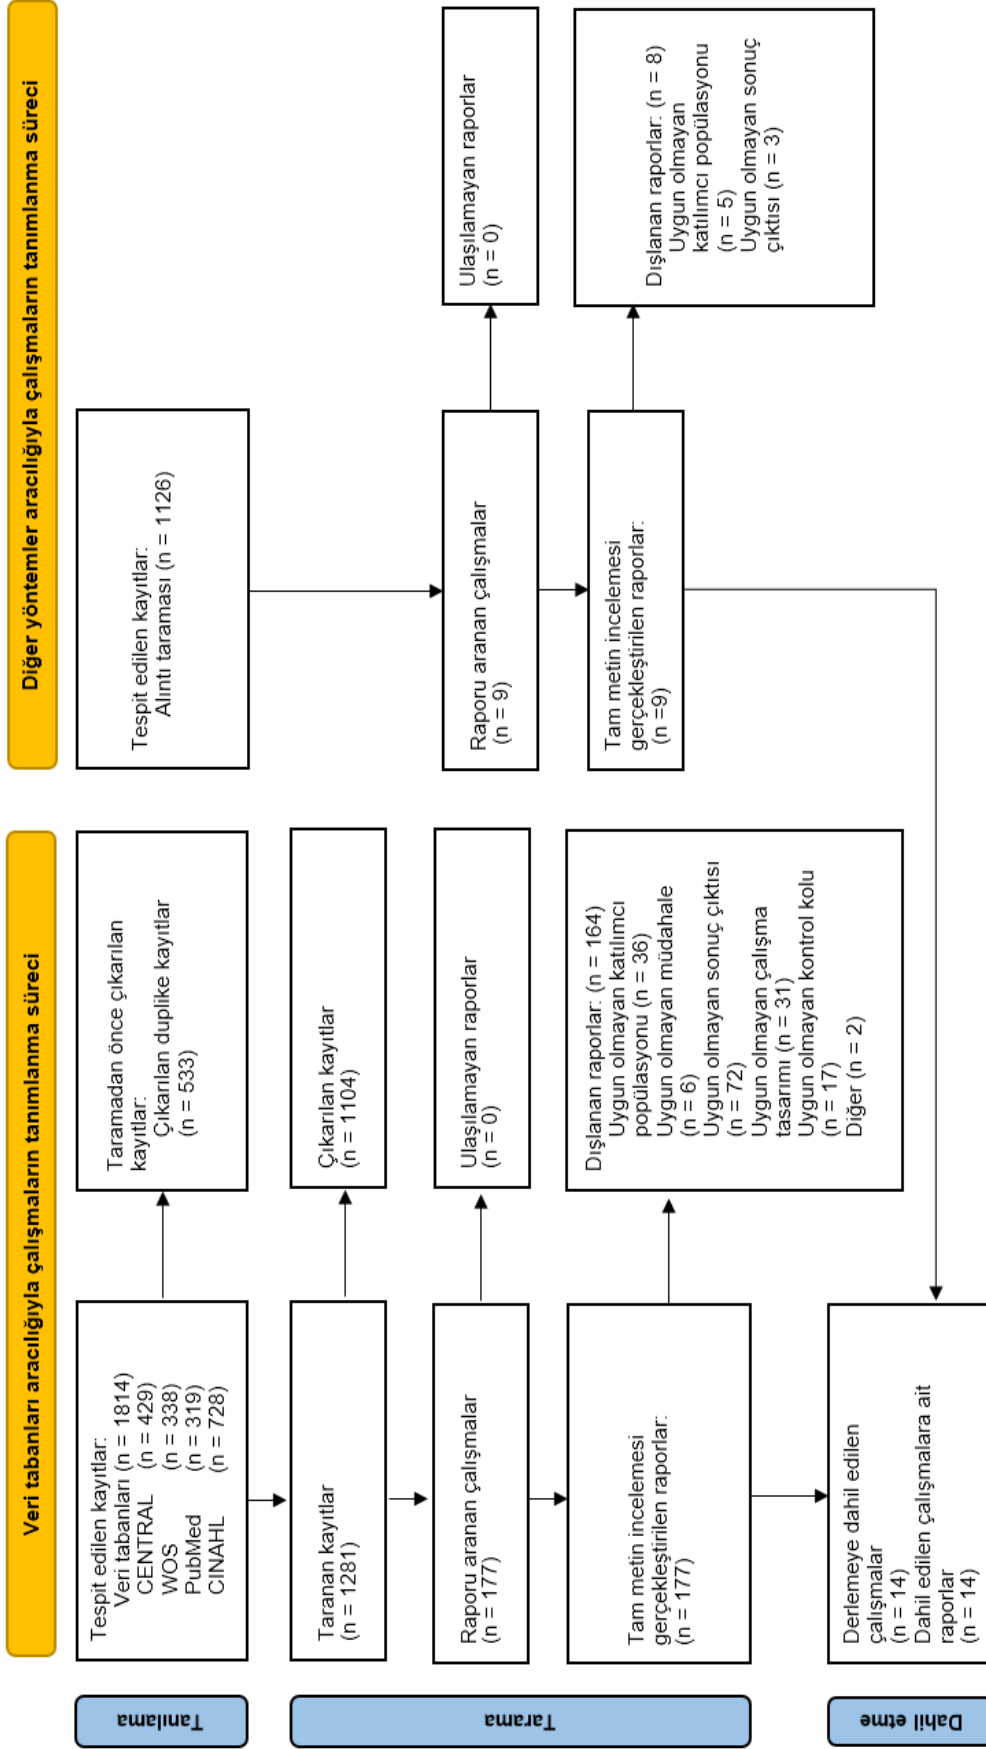 Veri tabanları aracılığıyla çalışmaların tanımlanma süreci
Diğer yöntemler aracılığıyla çalışmaların tanımlanma süreci
Tanılama
Tespit edilen kayıtlar:
Veri tabanları (n = 1814)
CENTRAL (n = 429)
WOS (n = 338)
PubMed (n = 319)
CINAHL (n = 728)
Taramadan önce çıkarılan
kayıtlar:
Çıkarılan duplike kayıtlar
(n = 533)
Tespit edilen kayıtlar:
Alıntı taraması (n = 1126)
Tarama
Taranan kayıtlar
(n = 1281)
Çıkarılan kayıtlar
(n = 1104)
Raporu aranan çalışmalar
(n = 177)
Ulaşılamayan raporlar
(n = 0)
Raporu aranan çalışmalar
(n = 9)
Ulaşılamayan raporlar
(n = 0)
Tam metin incelemesi
gerçekleştirilen raporlar:
(n = 177)
Dışlanan raporlar: (n = 164)
Uygun olmayan katılımcı
popülasyonu (n = 36)
Uygun olmayan müdahale
(n = 6)
Uygun olmayan sonuç çıktısı
(n = 72)
Uygun olmayan çalışma
tasarımı (n = 31)
Uygun olmayan kontrol kolu
(n = 17)
Diğer (n = 2)
Tam metin incelemesi
gerçekleştirilen raporlar:
(n =9)
Dışlanan raporlar: (n = 8)
Uygun olmayan
katılımcı popülasyonu
(n = 5)
Uygun olmayan sonuç
çıktısı (n = 3)
Dahil etme
Derlemeye dahil edilen
çalışmalar
(n = 14)
Dahil edilen çalışmalara ait
raporlar
(n = 14)